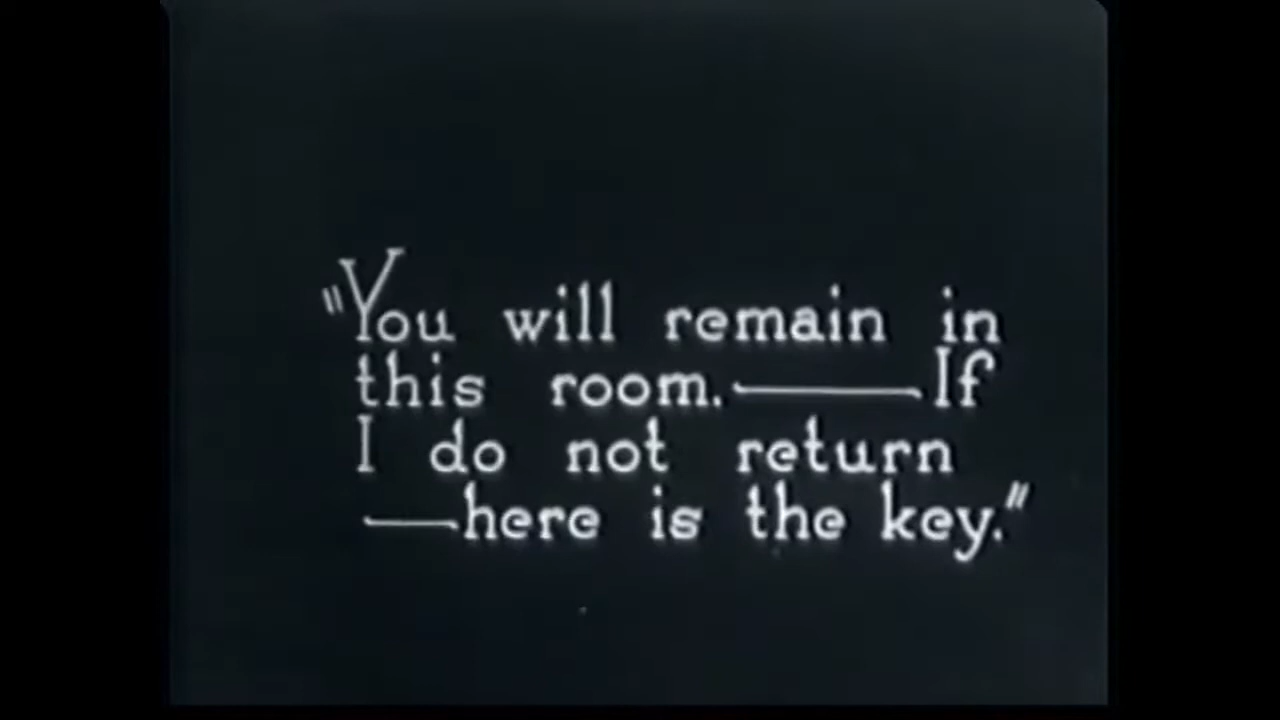 "You will remain in
this room.——If
I do not return
—here is the key."